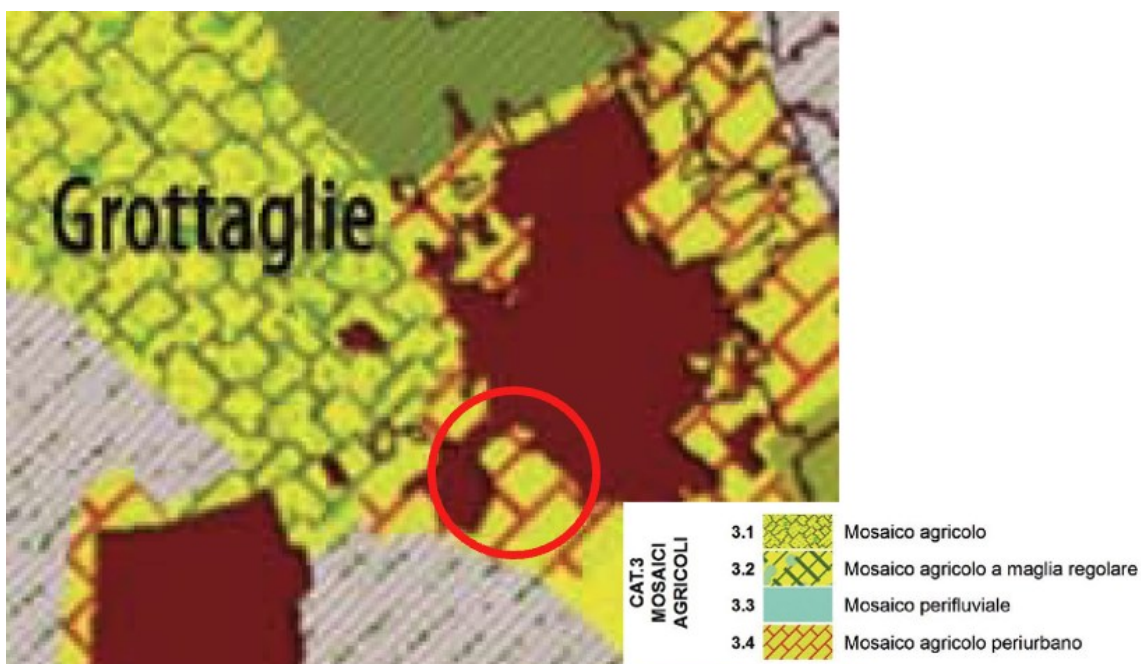 Grottaglie
CAT.3
MOSAICI
AGRICOLI
3.1 Mosaico agricolo
3.2 Mosaico agricolo a maglia regolare
3.3 Mosaico perifluviale
3.4 Mosaico agricolo periurbano